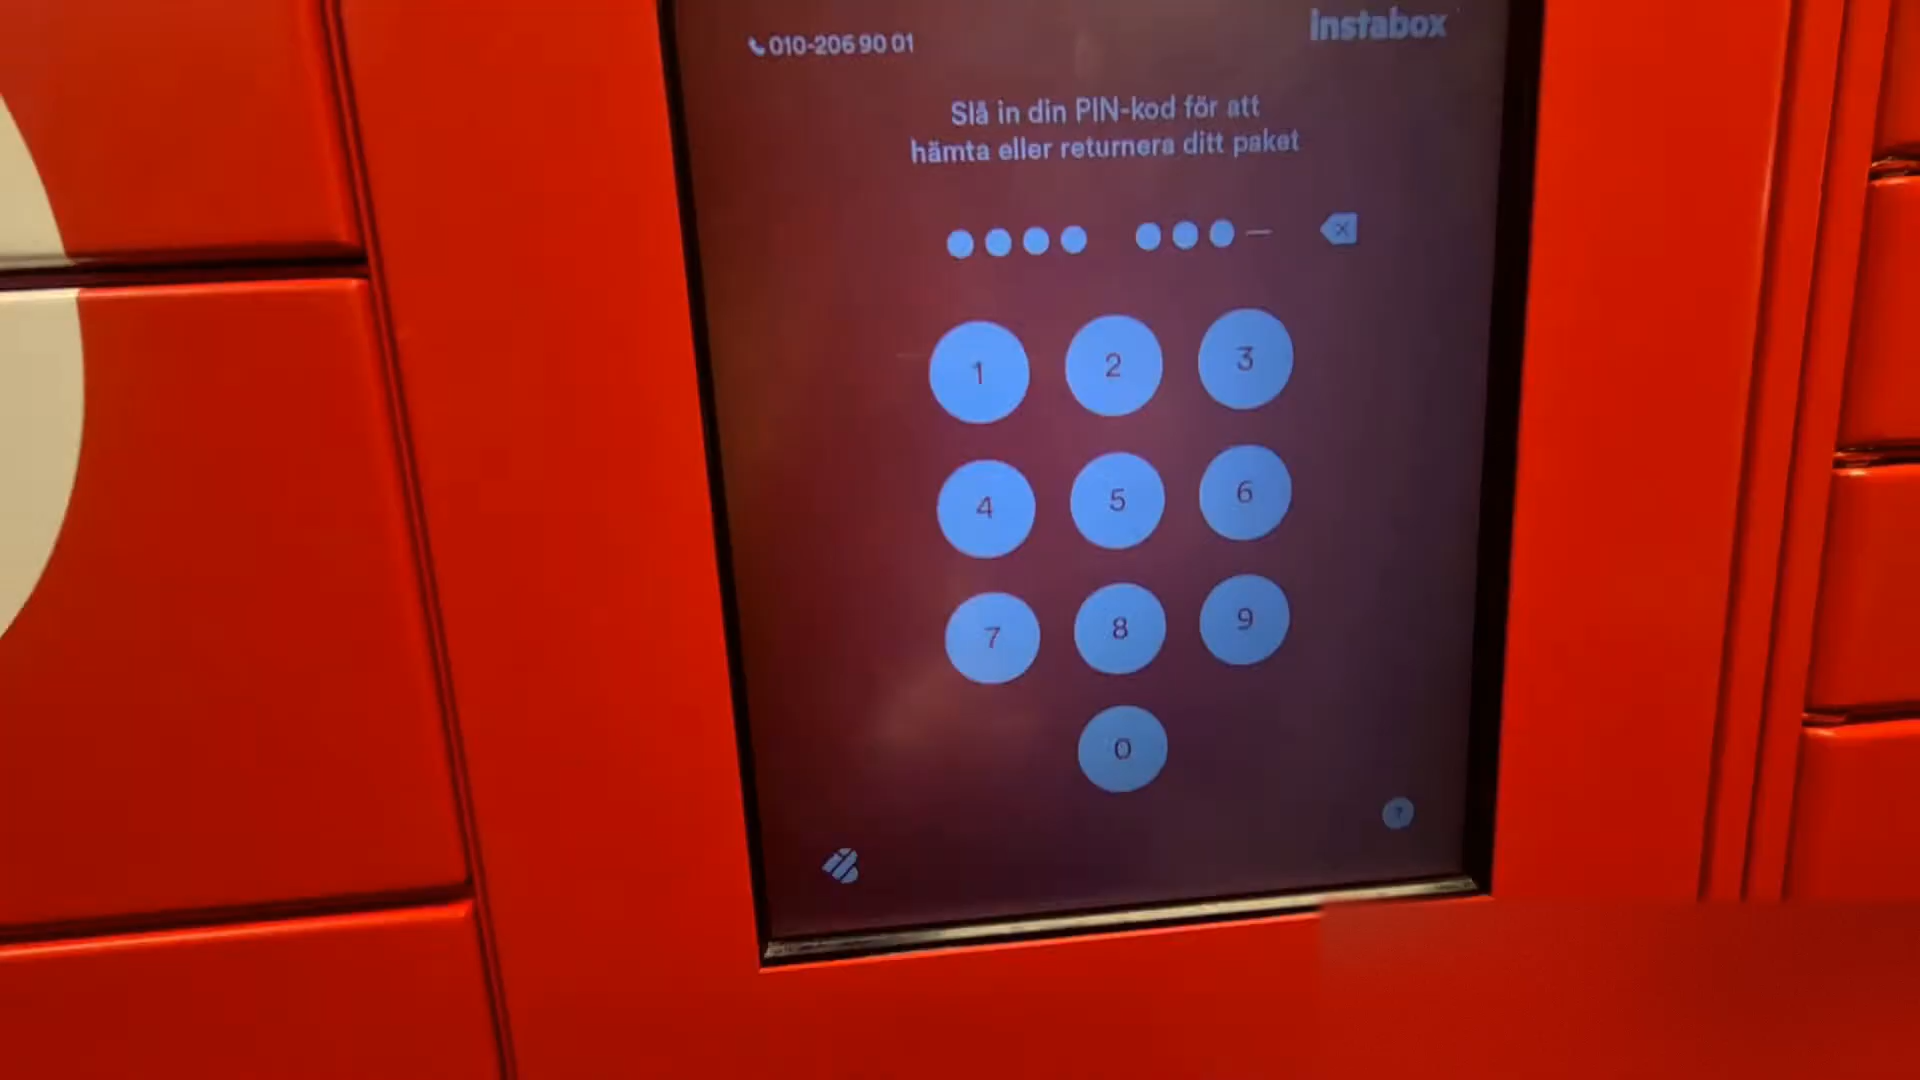 010-206 90 01
instabox
Slå in din PIN-kod för att
hämta eller returnera ditt paket
1 2 3
4 5 6
7 8 9
0
?